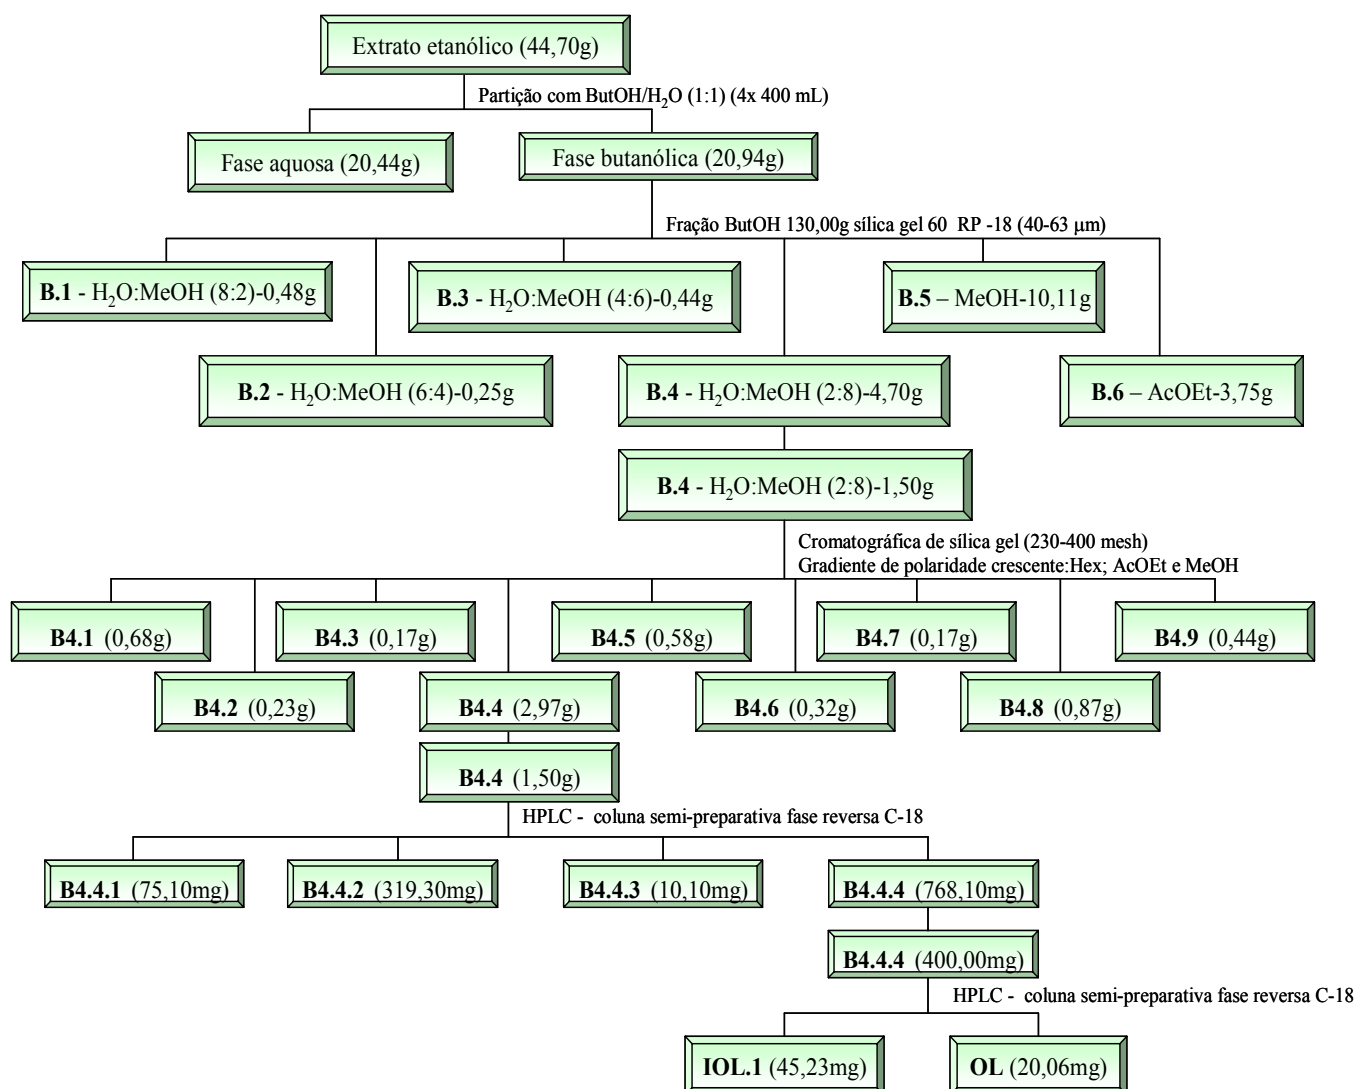 Extrato etanólico (44,70g)
Partição com ButOH/H₂O (1:1) (4x 400 mL)
Fase aquosa (20,44g)
Fase butanólica (20,94g)
Fração ButOH 130,00g sílica gel 60 RP -18 (40-63 μm)
B.1 - H₂O:MeOH (8:2)-0,48g
B.3 - H₂O:MeOH (4:6)-0,44g
B.5 – MeOH-10,11g
B.2 - H₂O:MeOH (6:4)-0,25g
B.4 - H₂O:MeOH (2:8)-4,70g
B.6 – AcOEt-3,75g
B.4 - H₂O:MeOH (2:8)-1,50g
Cromatográfica de sílica gel (230-400 mesh)
Gradiente de polaridade crescente:Hex; AcOEt e MeOH
B4.1 (0,68g)
B4.3 (0,17g)
B4.5 (0,58g)
B4.7 (0,17g)
B4.9 (0,44g)
B4.2 (0,23g)
B4.4 (2,97g)
B4.6 (0,32g)
B4.8 (0,87g)
B4.4 (1,50g)
HPLC - coluna semi-preparativa fase reversa C-18
B4.4.1 (75,10mg)
B4.4.2 (319,30mg)
B4.4.3 (10,10mg)
B4.4.4 (768,10mg)
B4.4.4 (400,00mg)
HPLC - coluna semi-preparativa fase reversa C-18
IOL.1 (45,23mg)
OL (20,06mg)